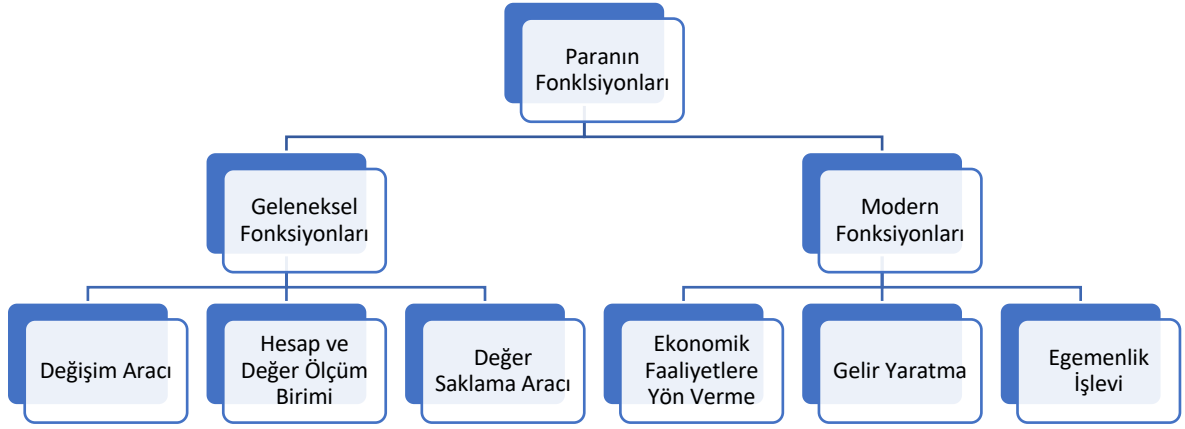 Paranın
Fonklsiyonları
Geleneksel
Fonksiyonları
Modern
Fonksiyonları
Değişim Aracı
Hesap ve
Değer Ölçüm
Birimi
Değer
Saklama Aracı
Ekonomik
Faaliyetlere
Yön Verme
Gelir Yaratma
Egemenlik
İşlevi